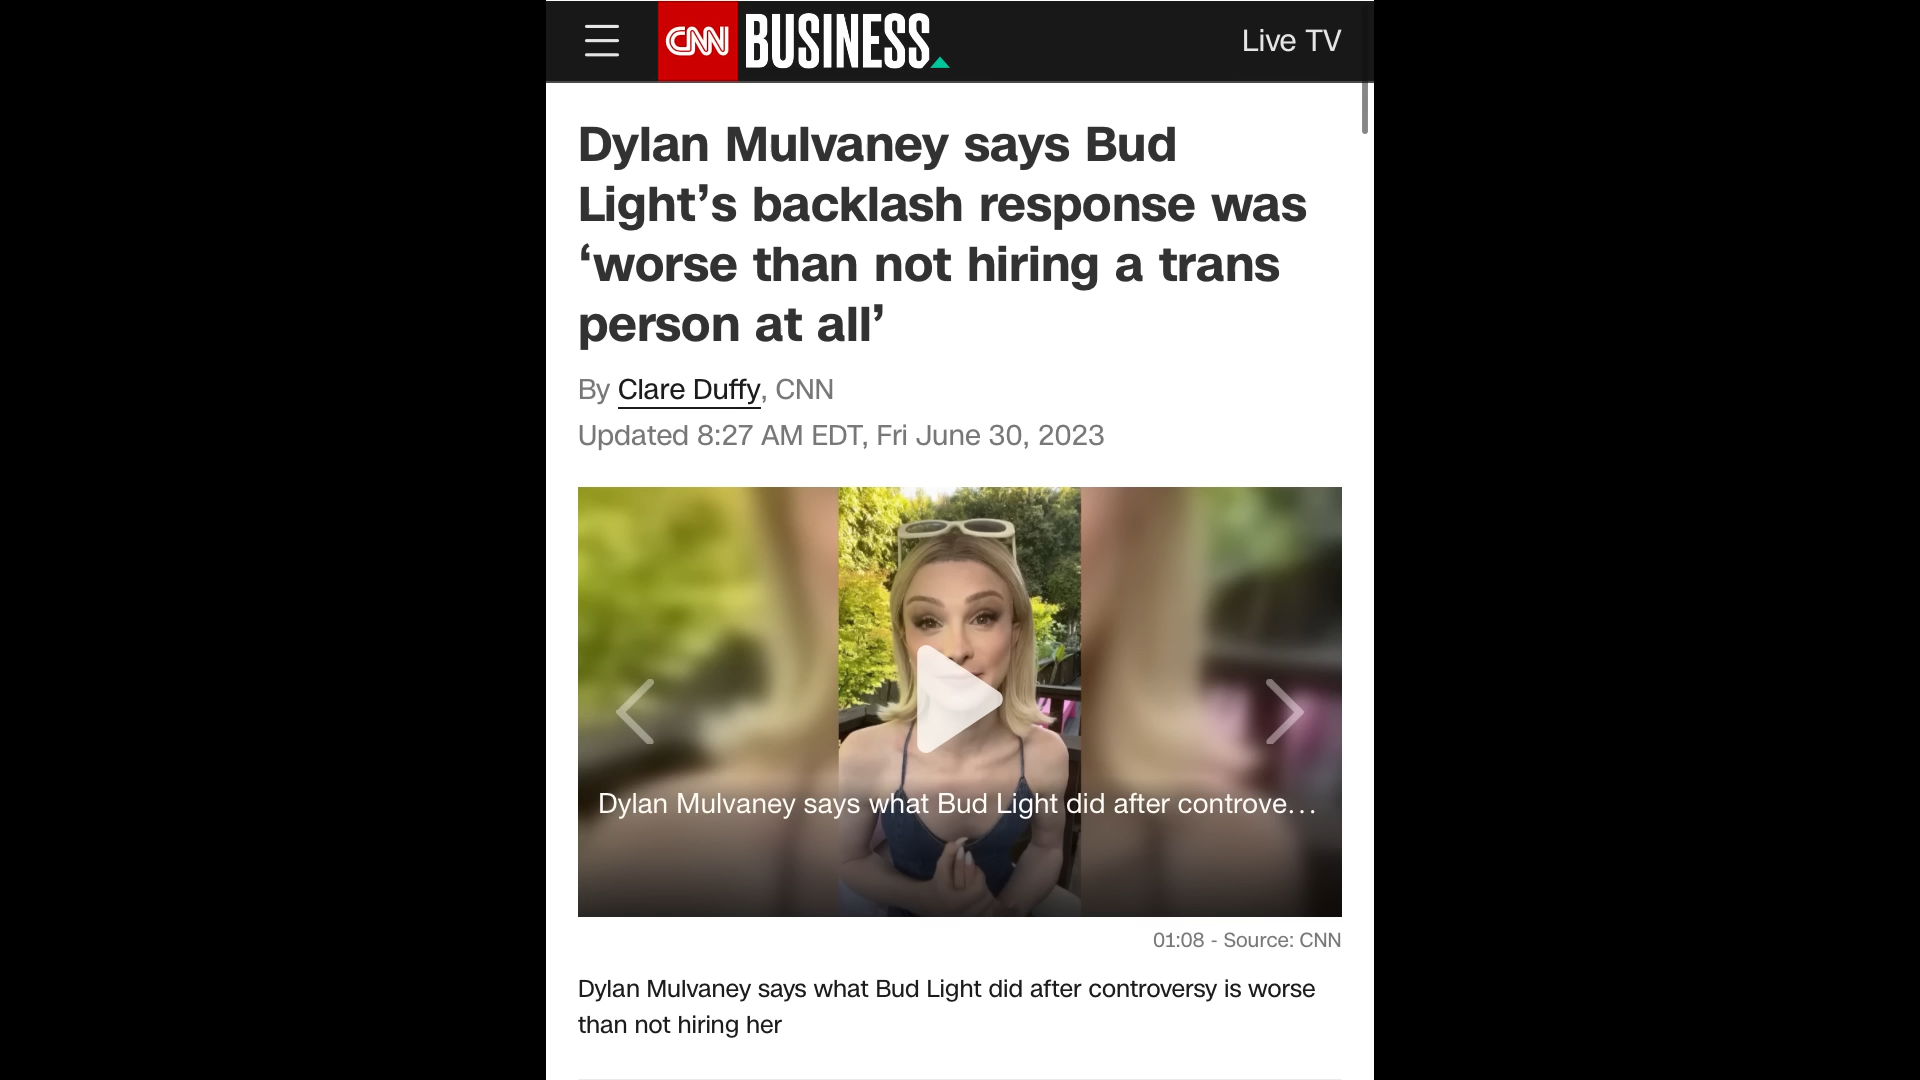 CNN BUSINESS
Live TV
Dylan Mulvaney says Bud
Light’s backlash response was
‘worse than not hiring a trans
person at all’
By Clare Duffy, CNN
Updated 8:27 AM EDT, Fri June 30, 2023
Dylan Mulvaney says what Bud Light did after controve...
01:08 - Source: CNN
Dylan Mulvaney says what Bud Light did after controversy is worse
than not hiring her